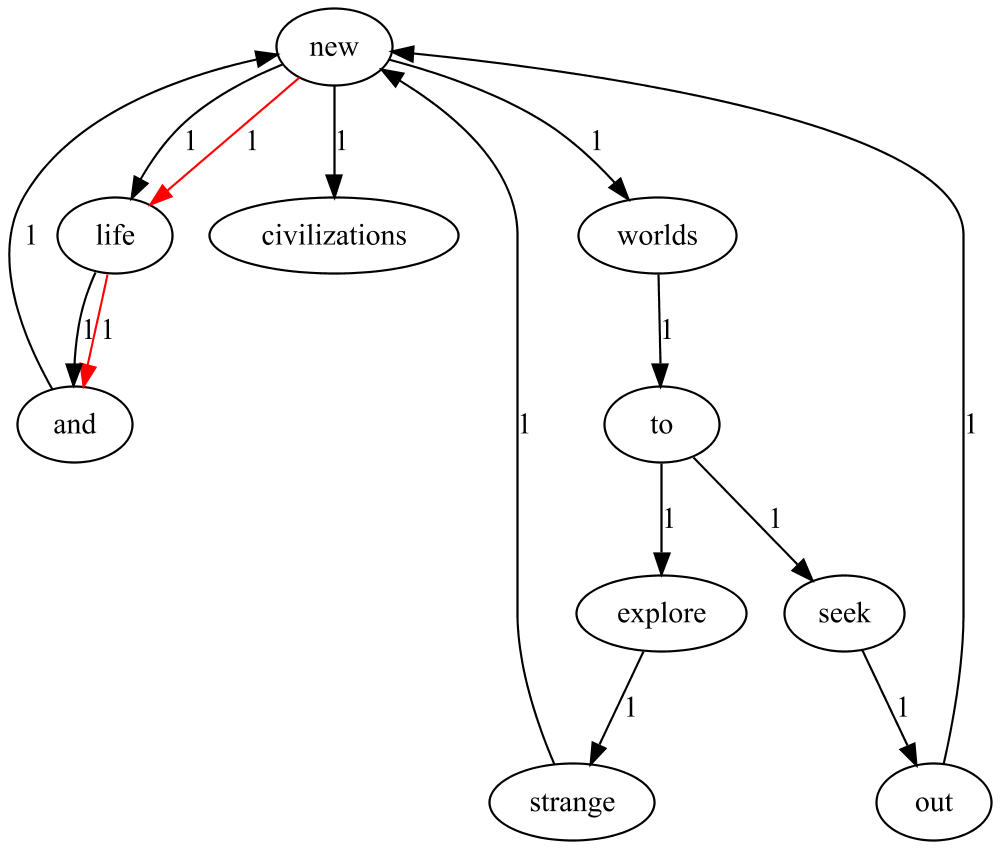 new
1 1 1 1
1 life civilizations worlds
1 1 1
and to 1 1
1 1
explore seek
1 1
strange out